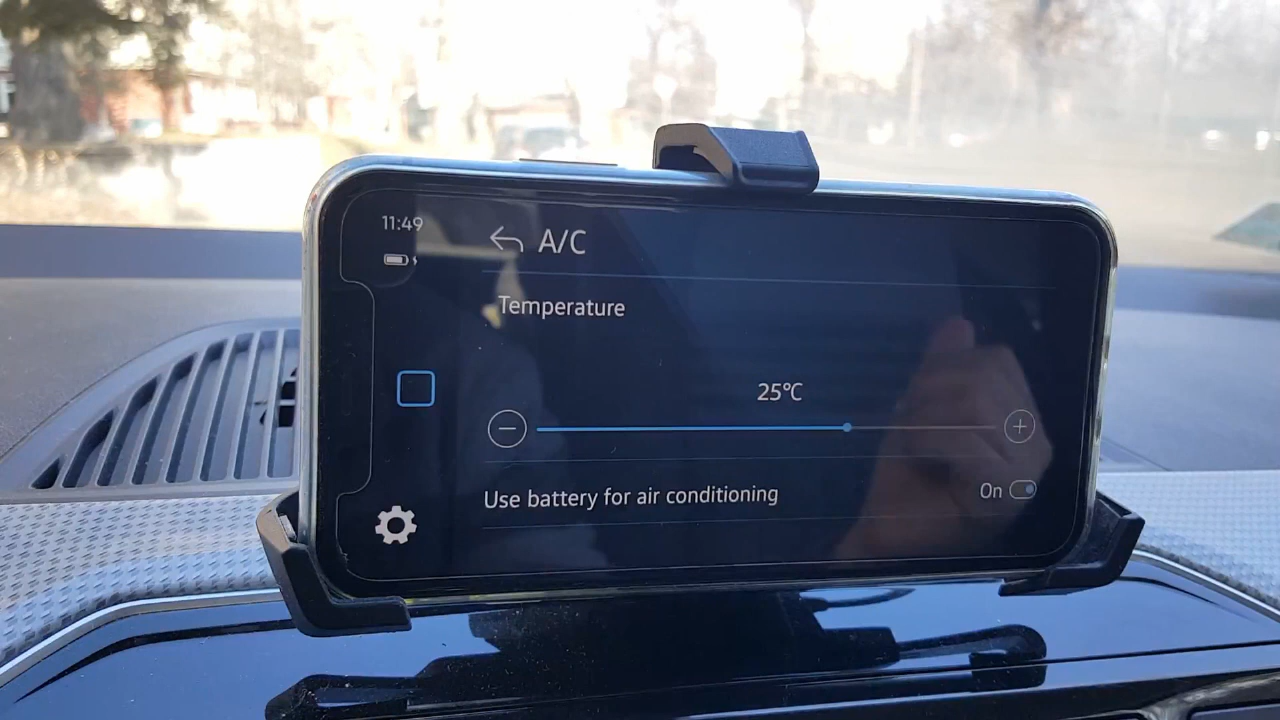 11:49
A/C
Temperature
25°C
Use battery for air conditioning
On